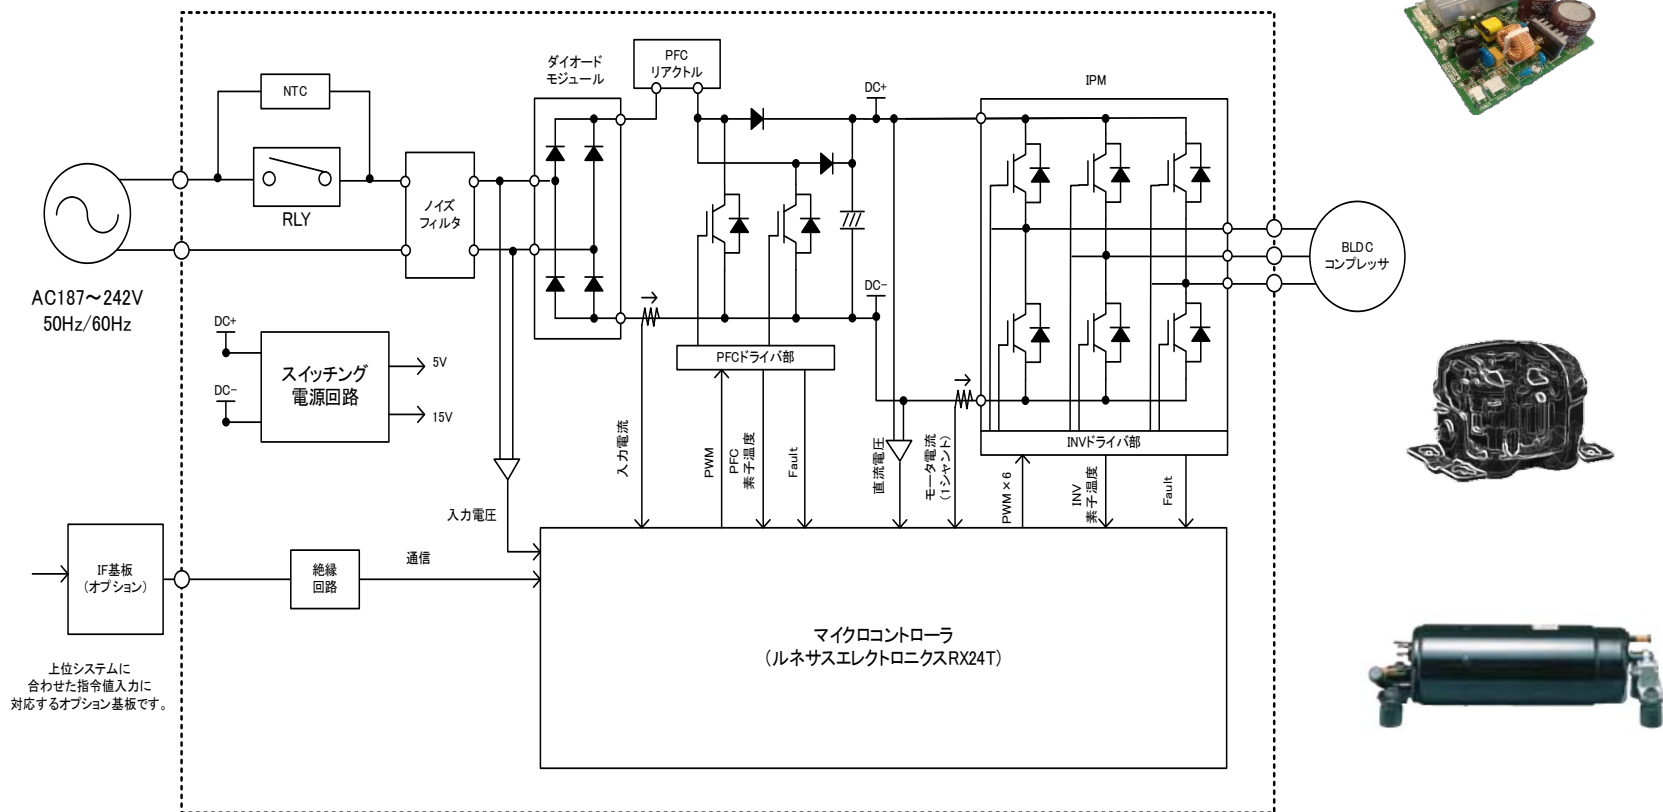 NTC
RLY
AC187～242V
50Hz/60Hz
ノイズ
フィルタ
ダイオード
モジュール
PFC
リアクトル
DC+
DC-
IPM
BLDC
コンプレッサ
DC+
DC-
スイッチング
電源回路
5V
15V
PFCドライバ部
INVドライバ部
入力電圧
入力電流
PWM
PFC
素子温度
Fault
直流電圧
モータ電流
(1シャント)
PWM×6
INV
素子温度
Fault
IF基板
(オプション)
絶縁
回路
通信
マイクロコントローラ
(ルネサスエレクトロニクスRX24T)
上位システムに
合わせた指令値入力に
対応するオプション基板です。